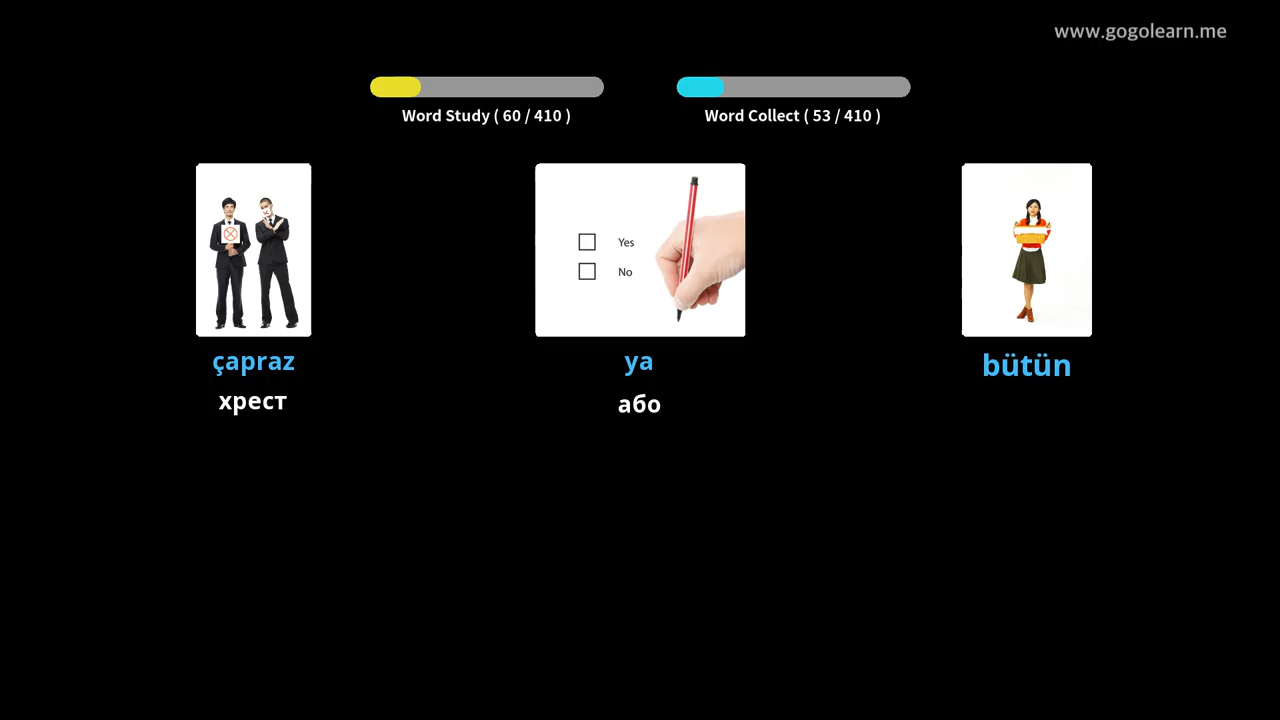 www.gogolearn.me
Word Study ( 60 / 410 )
Word Collect ( 53 / 410 )
Yes
No
çapraz
ya
bütün
хрест
або